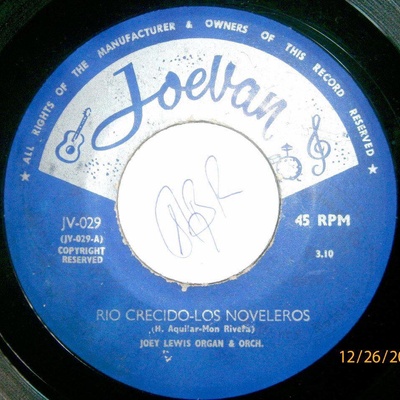 ★ ALL RIGHTS OF THE MANUFACTURER & OWNERS OF THIS RECORD RESERVED ★
Joevan
JV-029
(JV-029-A)
COPYRIGHT
RESERVED
45 RPM
3.10
RIO CRECIDO-LOS NOVELEROS
(H. Aquilar-Mon Rivera)
JOEY LEWIS ORGAN & ORCH.
12/26/20